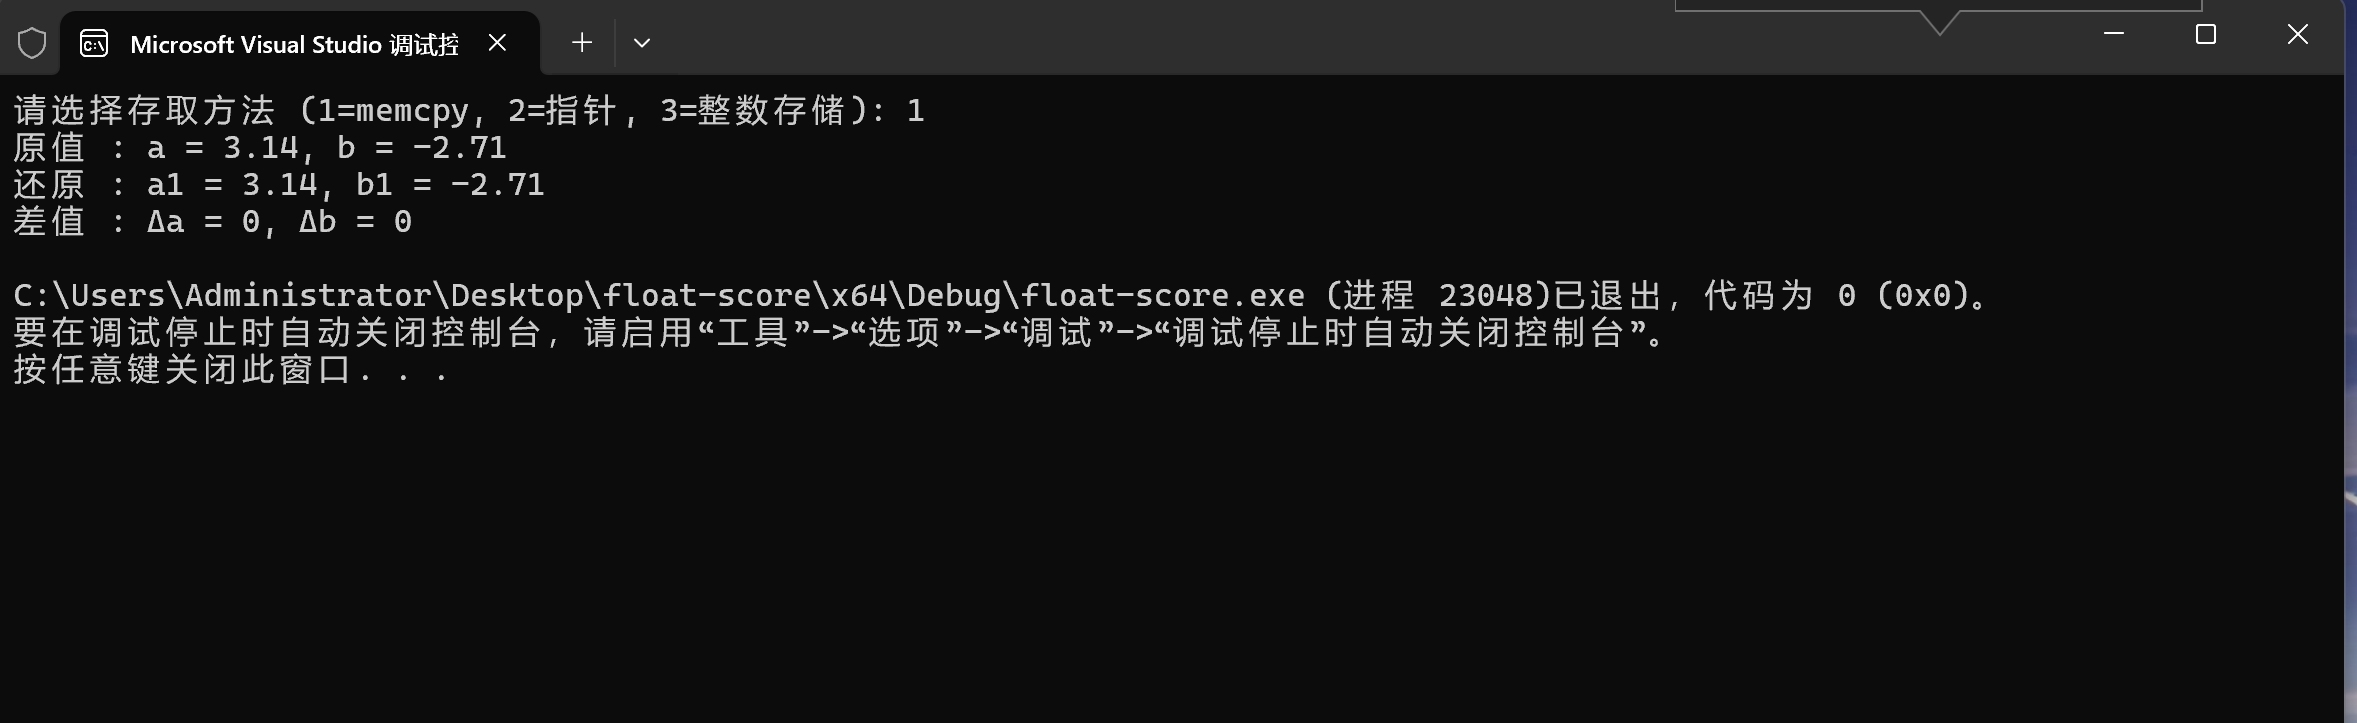 Microsoft Visual Studio 调试控
请选择存取方法 (1=memcpy, 2=指针, 3=整数存储): 1
原值 : a = 3.14, b = -2.71
还原 : a1 = 3.14, b1 = -2.71
差值 : Δa = 0, Δb = 0
C:\Users\Administrator\Desktop\float-score\x64\Debug\float-score.exe (进程 23048)已退出，代码为 0 (0x0)。
要在调试停止时自动关闭控制台，请启用“工具”->“选项”->“调试”->“调试停止时自动关闭控制台”。
按任意键关闭此窗口. . .